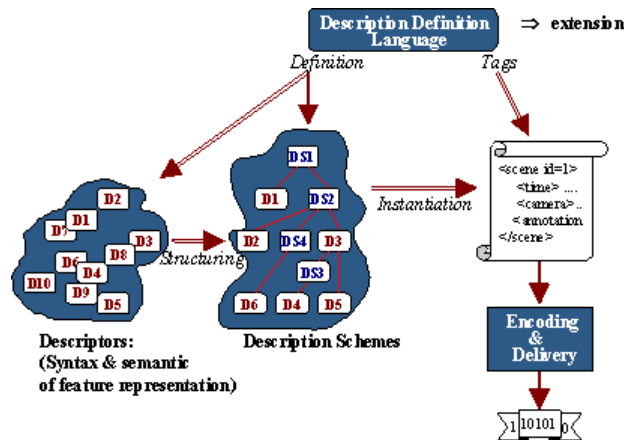 Description Definition
Language
⇒ extension
Definition
Tags
DS1
D1
DS2
D2
DS4
D3
DS3
D6
D4
D5
D2
D1
D7
D3
D8
D6
D4
D10
D9
D5
Structuring
Instantiation
<scene id=1>
<time> ....
<camera>..
<annotation
</scene>
Descriptors:
(Syntax & semantic
of feature representation)
Description Schemes
Encoding
&
Delivery
1 10101 0